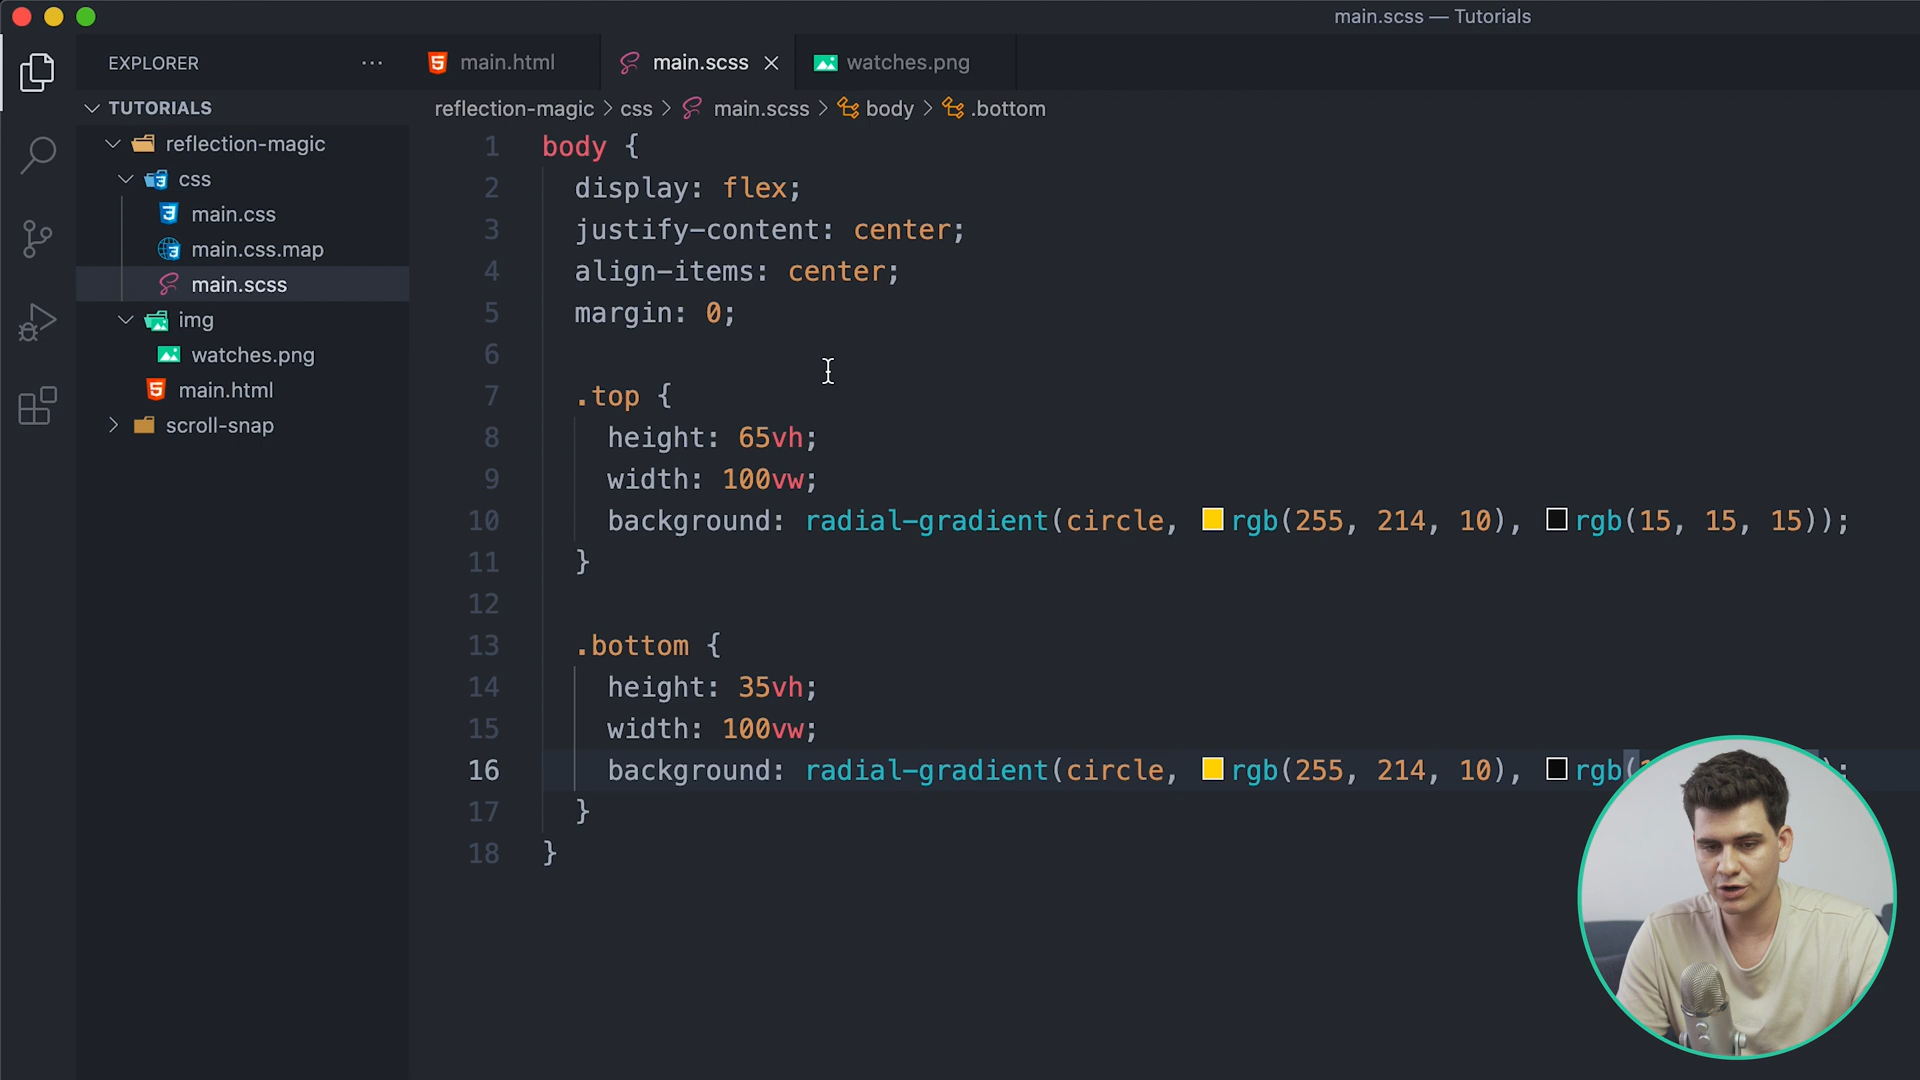 main.scss — Tutorials
EXPLORER
main.html
main.scss
watches.png
TUTORIALS
reflection-magic > css > main.scss > body > .bottom
reflection-magic
css
main.css
main.css.map
main.scss
img
watches.png
main.html
scroll-snap
1 body {
2 display: flex;
3 justify-content: center;
4 align-items: center;
5 margin: 0;
6
7 .top {
8 height: 65vh;
9 width: 100vw;
10 background: radial-gradient(circle, rgb(255, 214, 10), rgb(15, 15, 15));
11 }
12
13 .bottom {
14 height: 35vh;
15 width: 100vw;
16 background: radial-gradient(circle, rgb(255, 214, 10), rgb(
17 }
18 }